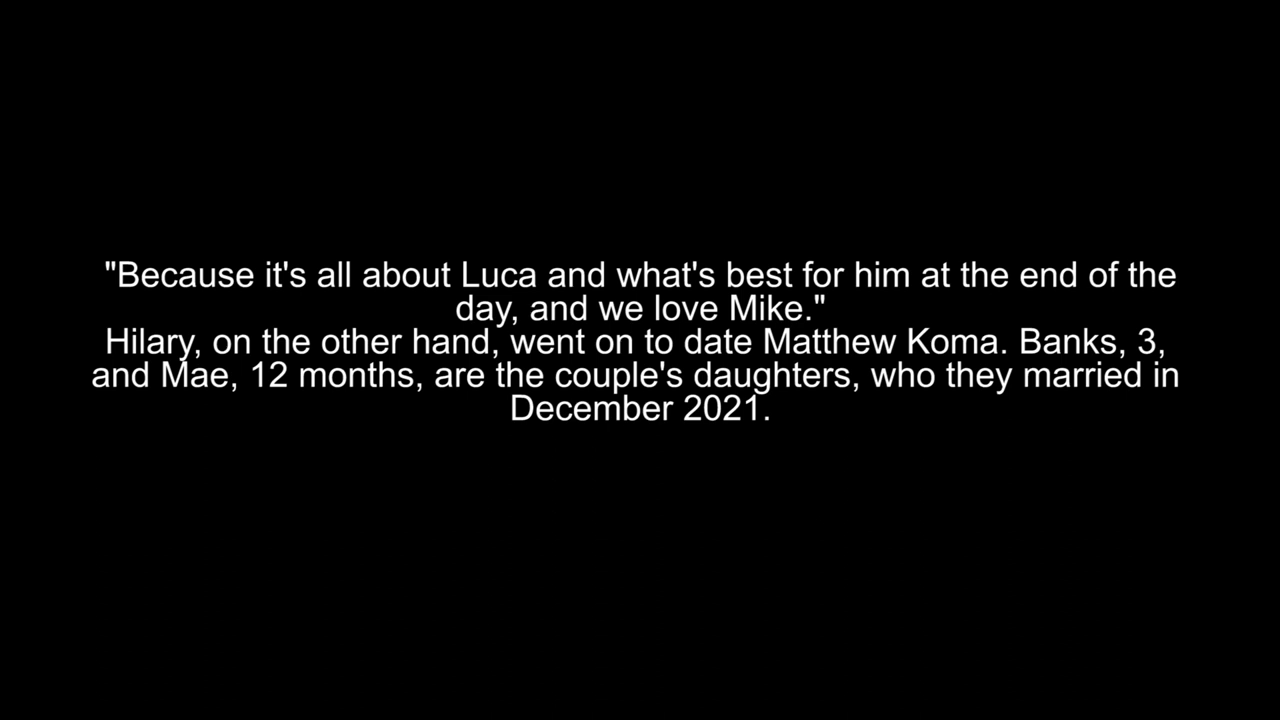 "Because it's all about Luca and what's best for him at the end of the
day, and we love Mike."
Hilary, on the other hand, went on to date Matthew Koma. Banks, 3,
and Mae, 12 months, are the couple's daughters, who they married in
December 2021.